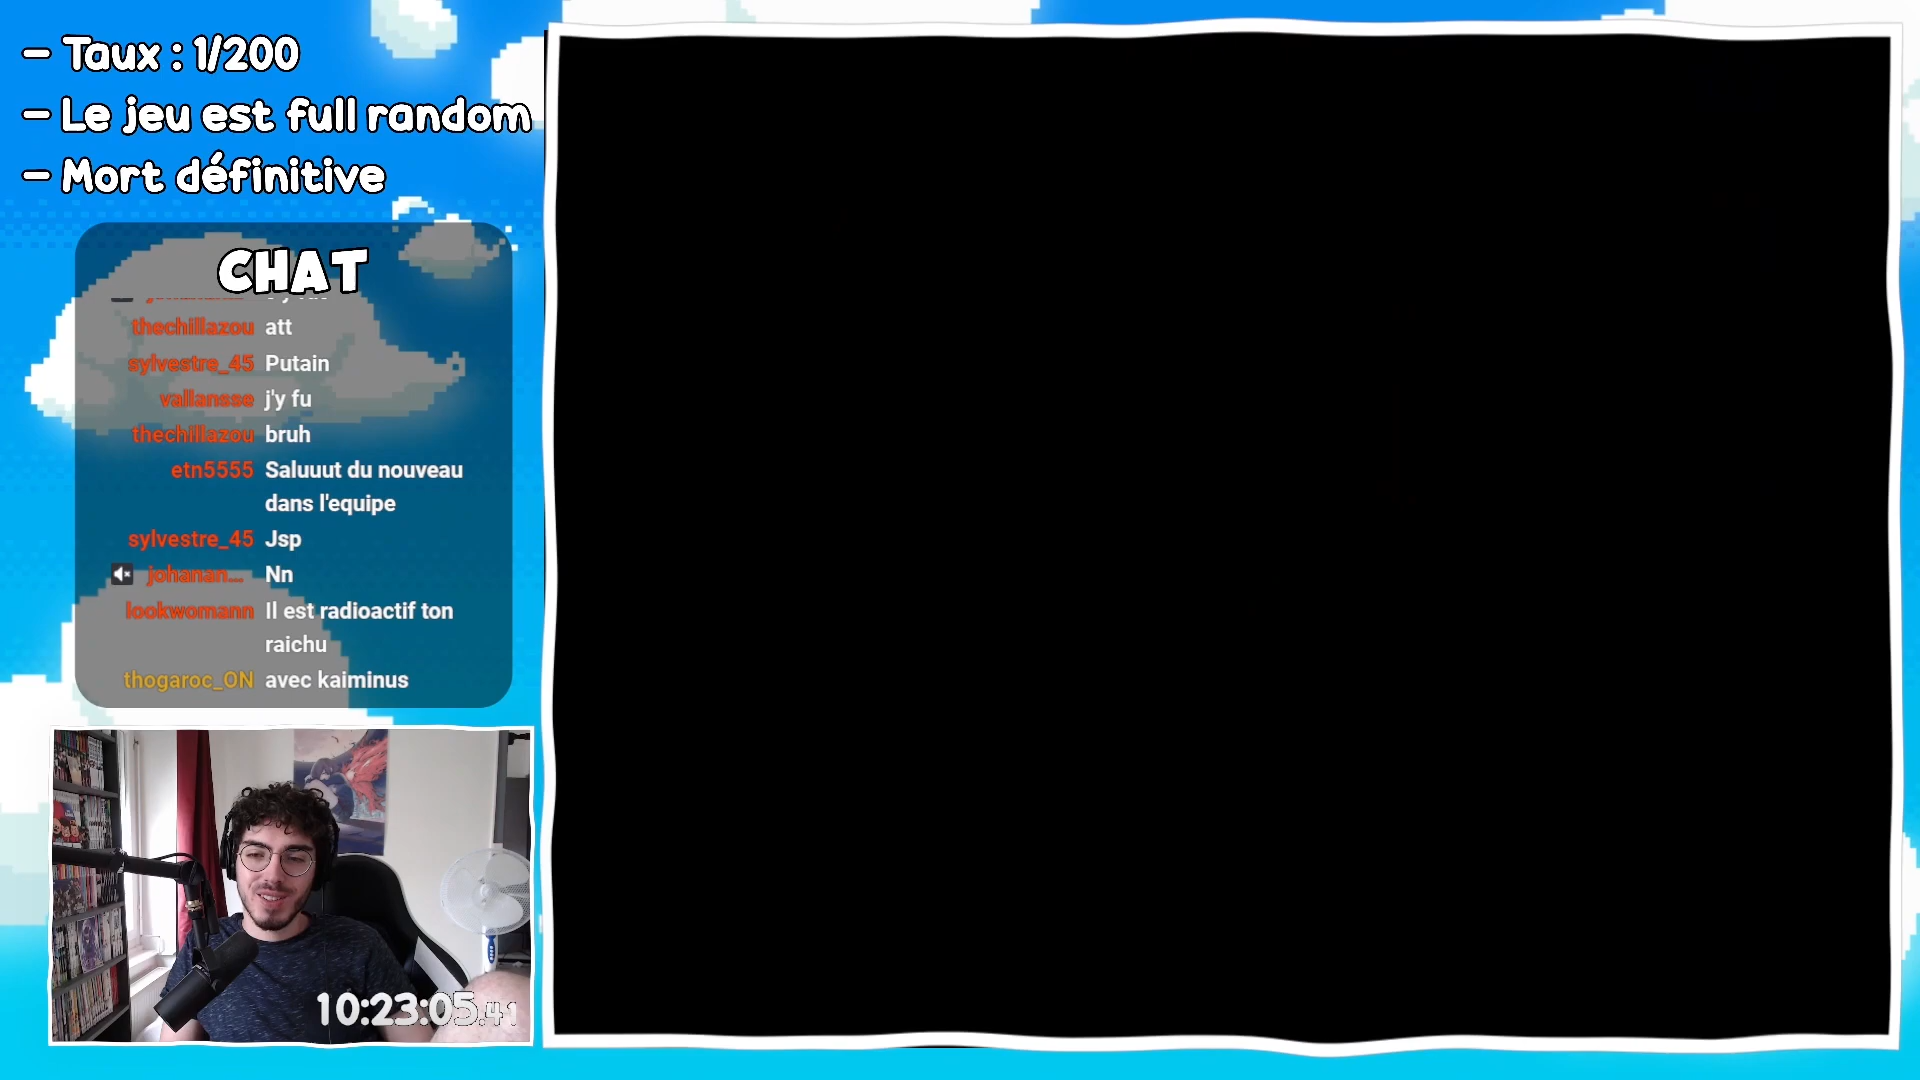 - Taux : 1/200
- Le jeu est full random
- Mort définitive
CHAT
thechillazou att
sylvestre_45 Putain
vallansse j'y fu
thechillazou bruh
etn5555 Saluuut du nouveau
dans l'equipe
sylvestre_45 Jsp
johanan... Nn
lookwomann Il est radioactif ton
raichu
thogaroc_ON avec kaiminus
10:23:05.41